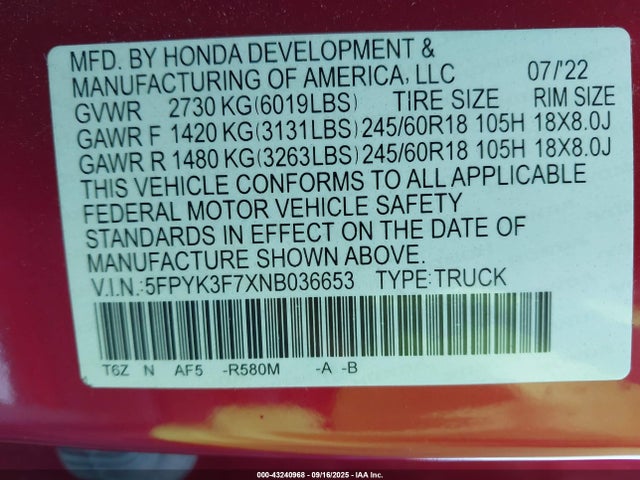 MFD. BY HONDA DEVELOPMENT &
MANUFACTURING OF AMERICA, LLC 07/'22
GVWR 2730 KG(6019LBS) TIRE SIZE RIM SIZE
GAWR F 1420 KG(3131LBS) 245/60R18 105H 18X8.0J
GAWR R 1480 KG(3263LBS) 245/60R18 105H 18X8.0J
THIS VEHICLE CONFORMS TO ALL APPLICABLE
FEDERAL MOTOR VEHICLE SAFETY
STANDARDS IN EFFECT ON THE DATE OF
MANUFACTURE SHOWN ABOVE.
V.I.N.:5FPYK3F7XNB036653 TYPE:TRUCK
T6Z N AF5 -R580M -A -B
000-43240968 - 09/16/2025 - IAA Inc.